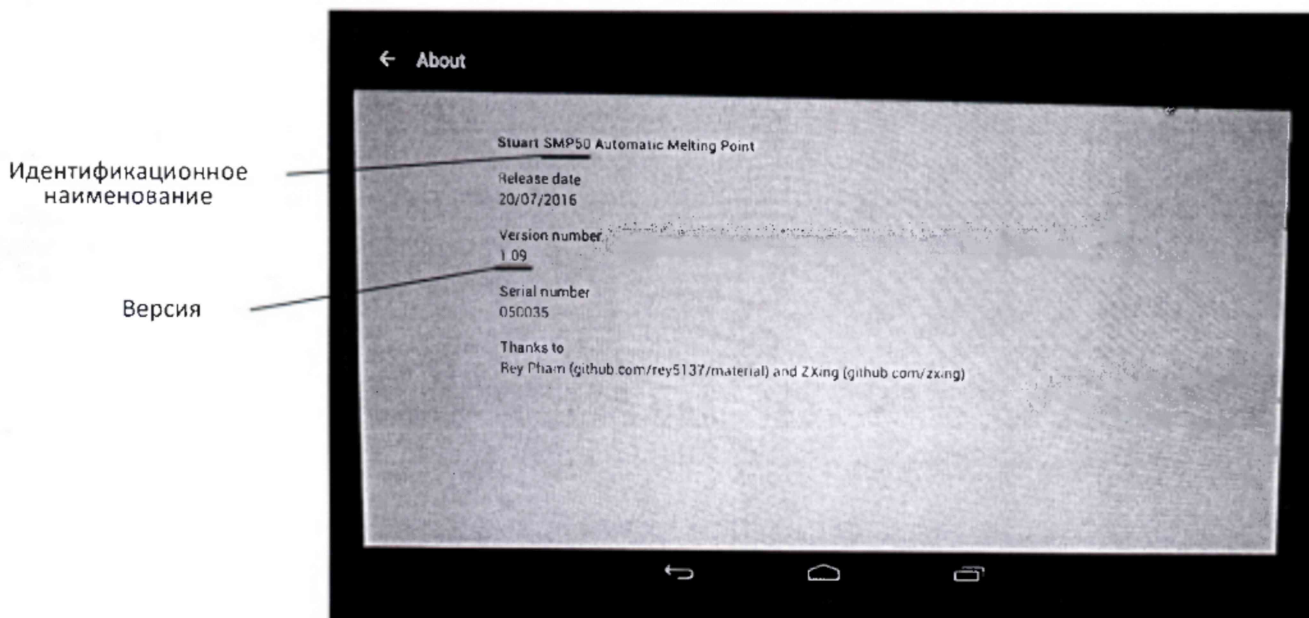 About
Stuart SMP50 Automatic Melting Point
Идентификационное
наименование
Release date
20/07/2016
Version number
1.09
Версия
Serial number
050035
Thanks to
Rey Pham (github.com/rey5137/material) and ZXing (github.com/zxing)